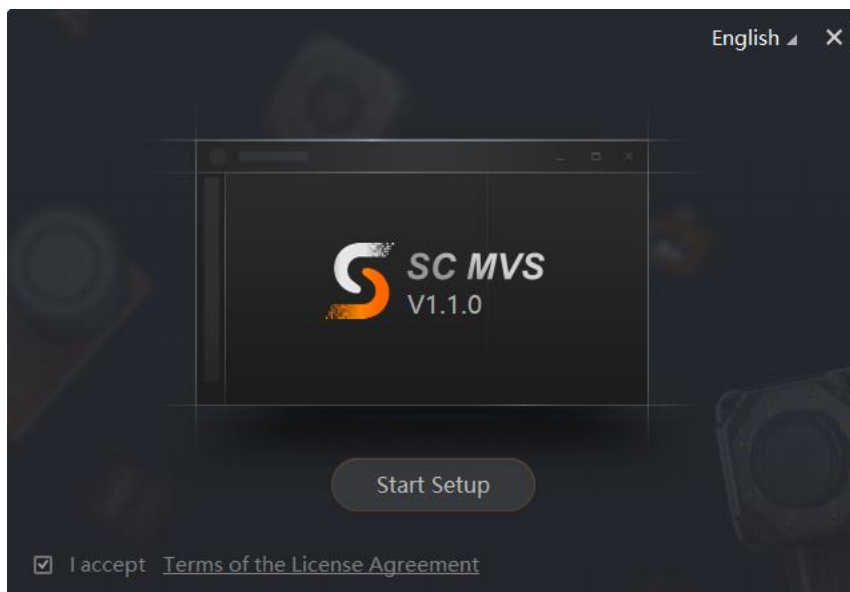 English
SC MVS
V1.1.0
Start Setup
I accept Terms of the License Agreement